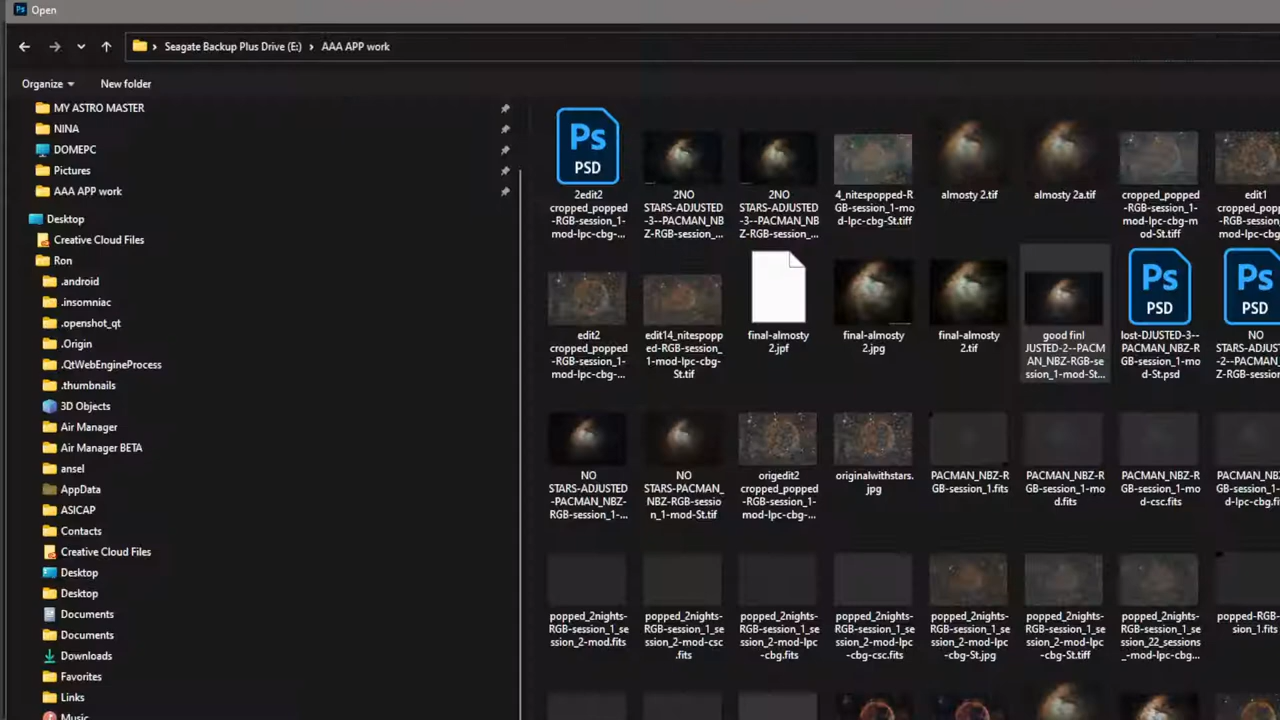 Ps Open
Seagate Backup Plus Drive (E:) › AAA APP work
Organize New folder
MY ASTRO MASTER
NINA
DOMEPC
Pictures
AAA APP work
Desktop
Creative Cloud Files
Ron
.android
.insomniac
.openshot_qt
.Origin
.QtWebEngineProcess
.thumbnails
3D Objects
Air Manager
Air Manager BETA
ansel
AppData
ASICAP
Contacts
Creative Cloud Files
Desktop
Desktop
Documents
Documents
Downloads
Favorites
Links
Music
Ps
PSD
2edit2
cropped_popped
-RGB-session_1-
mod-lpc-cbg-...
2NO
STARS-ADJUSTED
-3--PACMAN_NB
Z-RGB-session_...
2NO
STARS-ADJUSTED
-3--PACMAN_NB
Z-RGB-session_...
4_nitespopped-R
GB-session_1-mo
d-lpc-cbg-St.tiff
almosty 2.tif
almosty 2a.tif
cropped_popped
-RGB-session_1-
mod-lpc-cbg-m
od-St.tiff
edit1
cropped_popped
-RGB-session_1-
mod-lpc-cbg-
edit2
cropped_popped
-RGB-session_1-
mod-lpc-cbg-...
edit14_nitespopp
ed-RGB-session_
1-mod-lpc-cbg-
St.tif
final-almosty
2.jpf
final-almosty
2.jpg
final-almosty
2.tif
good finl
JUSTED-2--PACM
AN_NBZ-RGB-se
ssion_1-mod-St...
Ps
PSD
lost-DJUSTED-3--
PACMAN_NBZ-R
GB-session_1-mo
d-St.psd
Ps
PSD
NO
STARS-ADJUST
-2--PACMAN_
Z-RGB-session
NO
STARS-ADJUSTED
-PACMAN_NBZ-
RGB-session_1-...
NO
STARS-PACMAN_
NBZ-RGB-sessio
n_1-mod-St.tif
origedit2
cropped_popped
-RGB-session_1-
mod-lpc-cbg-...
originalwithstars.
jpg
PACMAN_NBZ-R
GB-session_1.fits
PACMAN_NBZ-R
GB-session_1-mo
d.fits
PACMAN_NBZ-R
GB-session_1-mo
d-csc.fits
PACMAN_NBZ-
GB-session_1-m
d-lpc-cbg.fi
popped_2nights-
RGB-session_1_se
ssion_2-mod.fits
popped_2nights-
RGB-session_1_se
ssion_2-mod-csc
.fits
popped_2nights-
RGB-session_1_se
ssion_2-mod-lpc
-cbg.fits
popped_2nights-
RGB-session_1_se
ssion_2-mod-lpc
-cbg-csc.fits
popped_2nights-
RGB-session_1_se
ssion_2-mod-lpc
-cbg-St.jpg
popped_2nights-
RGB-session_1_se
ssion_2-mod-lpc
-cbg-St.tiff
popped_2nights-
RGB-session_1_se
ssion_22_sessions
_-mod-lpc-cbg...
popped-RGB-
sion_1.fits